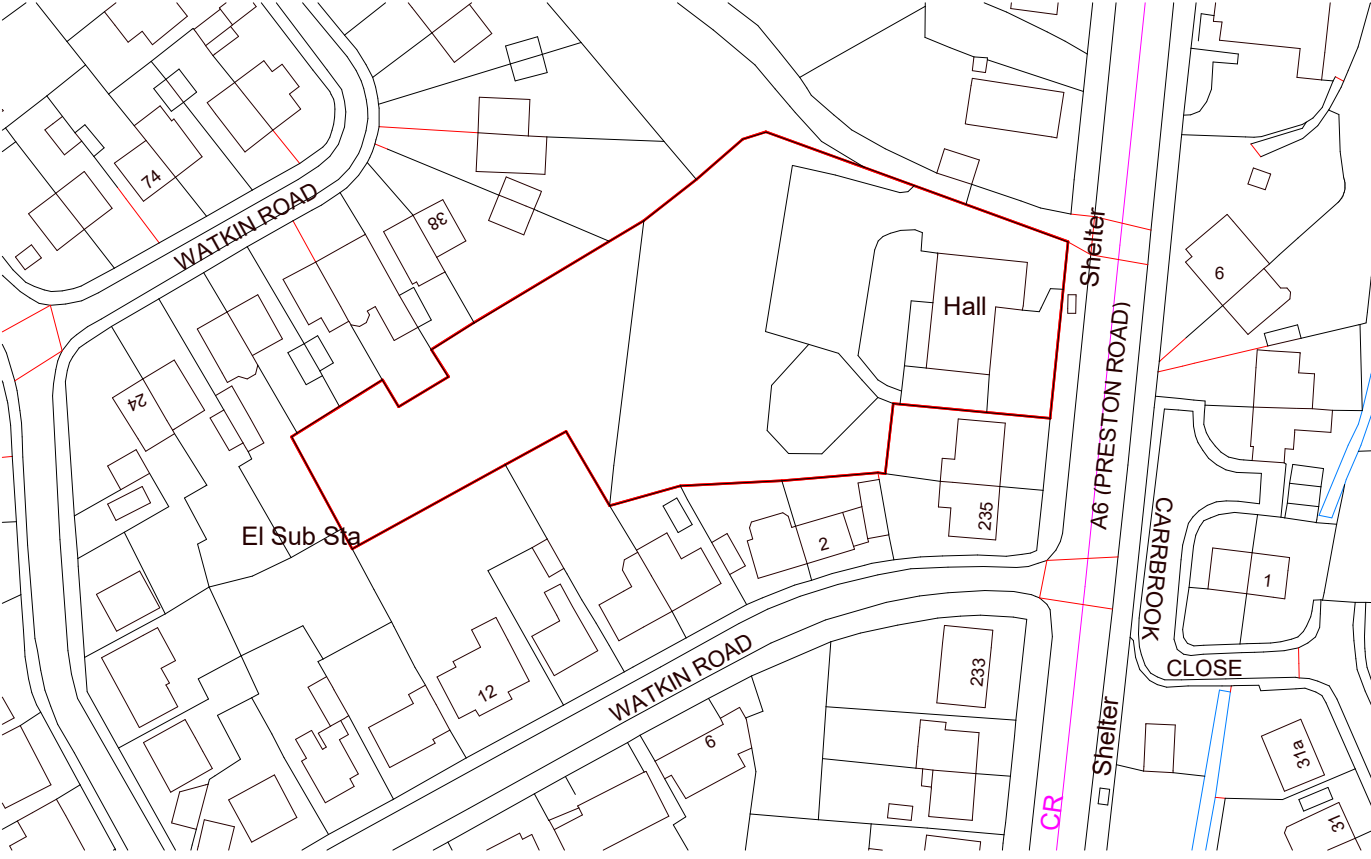 74
WATKIN ROAD
38
Shelter
6
Hall
A6 (PRESTON ROAD)
24
El Sub Sta
235
2
CARRBROOK
1
CLOSE
12
WATKIN ROAD
233
6
Shelter
31a
CR
31